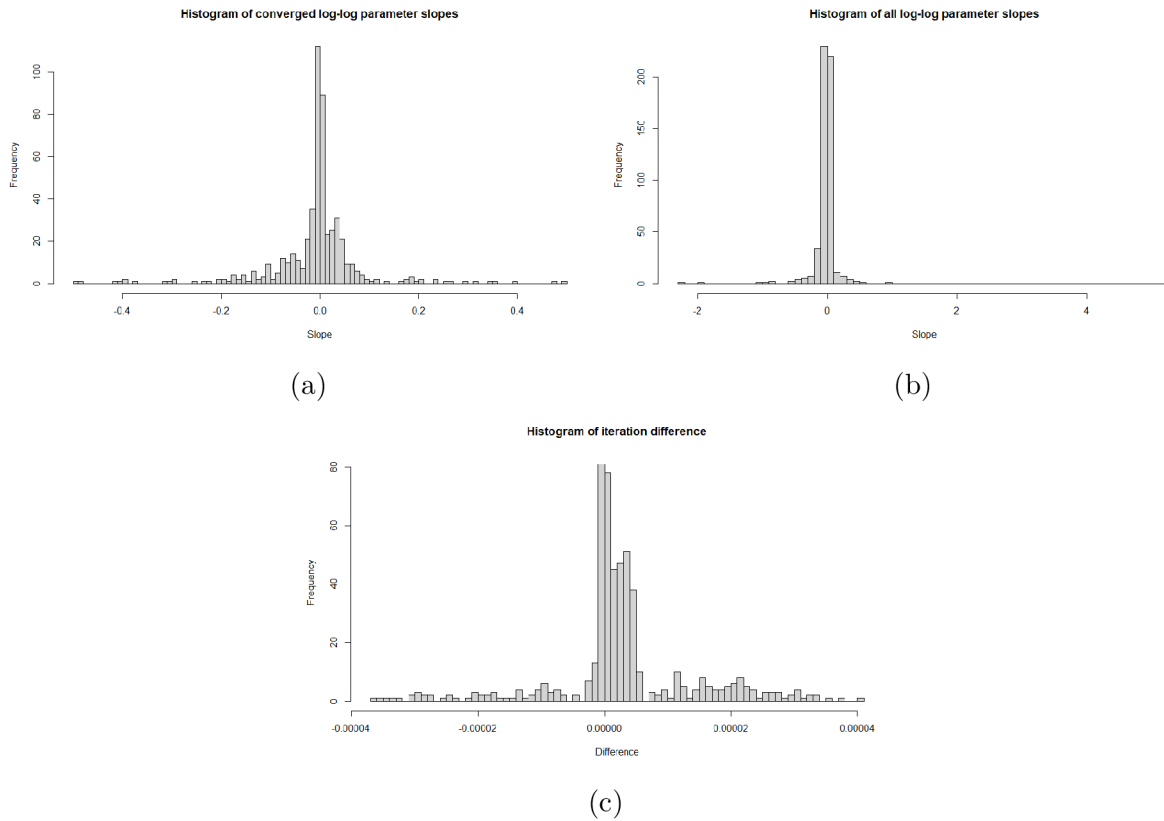 Histogram of converged log-log parameter slopes
Frequency
100
80
60
40
20
0
-0.4 -0.2 0.0 0.2 0.4
Slope
(a)
Histogram of all log-log parameter slopes
Frequency
200
150
100
50
0
-2 0 2 4
Slope
(b)
Histogram of iteration difference
Frequency
80
60
40
20
0
-0.00004 -0.00002 0.00000 0.00002 0.00004
Difference
(c)